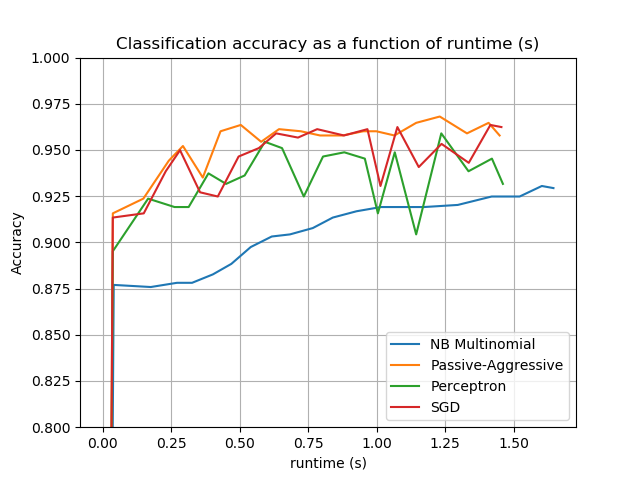 Classification accuracy as a function of runtime (s)
1.000
0.975
0.950
0.925
0.900
0.875
0.850
0.825
0.800
Accuracy
0.00 0.25 0.50 0.75 1.00 1.25 1.50
runtime (s)
NB Multinomial
Passive-Aggressive
Perceptron
SGD